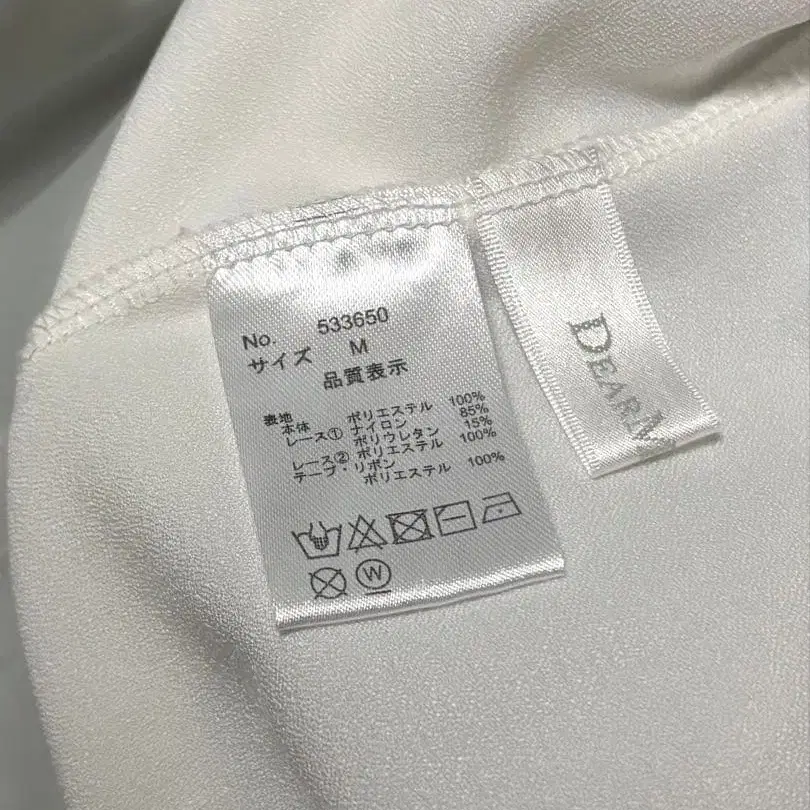 No. 533650
サイズ M
品質表示
表地
本体 ポリエステル 100%
レース① ナイロン 85%
ポリウレタン 15%
レース② ポリエステル 100%
テープ・リボン
ポリエステル 100%
W
DEARM